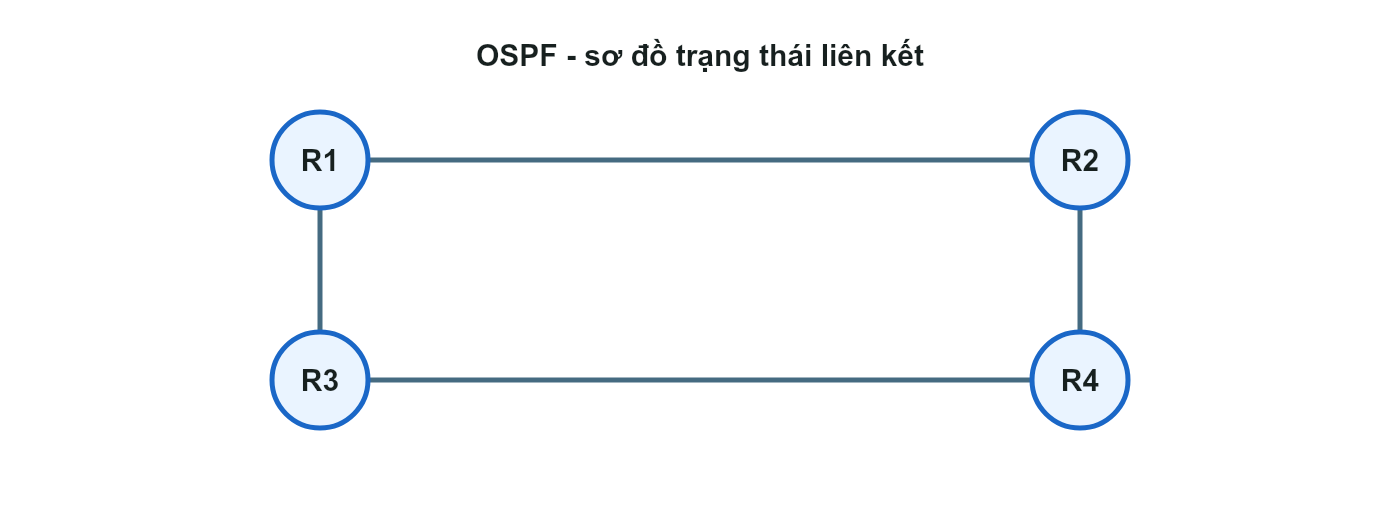 OSPF - sơ đồ trạng thái liên kết
R1
R2
R3
R4